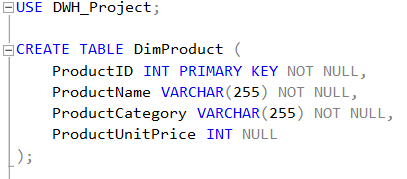 USE DWH_Project;
CREATE TABLE DimProduct (
ProductID INT PRIMARY KEY NOT NULL,
ProductName VARCHAR(255) NOT NULL,
ProductCategory VARCHAR(255) NOT NULL,
ProductUnitPrice INT NULL
);